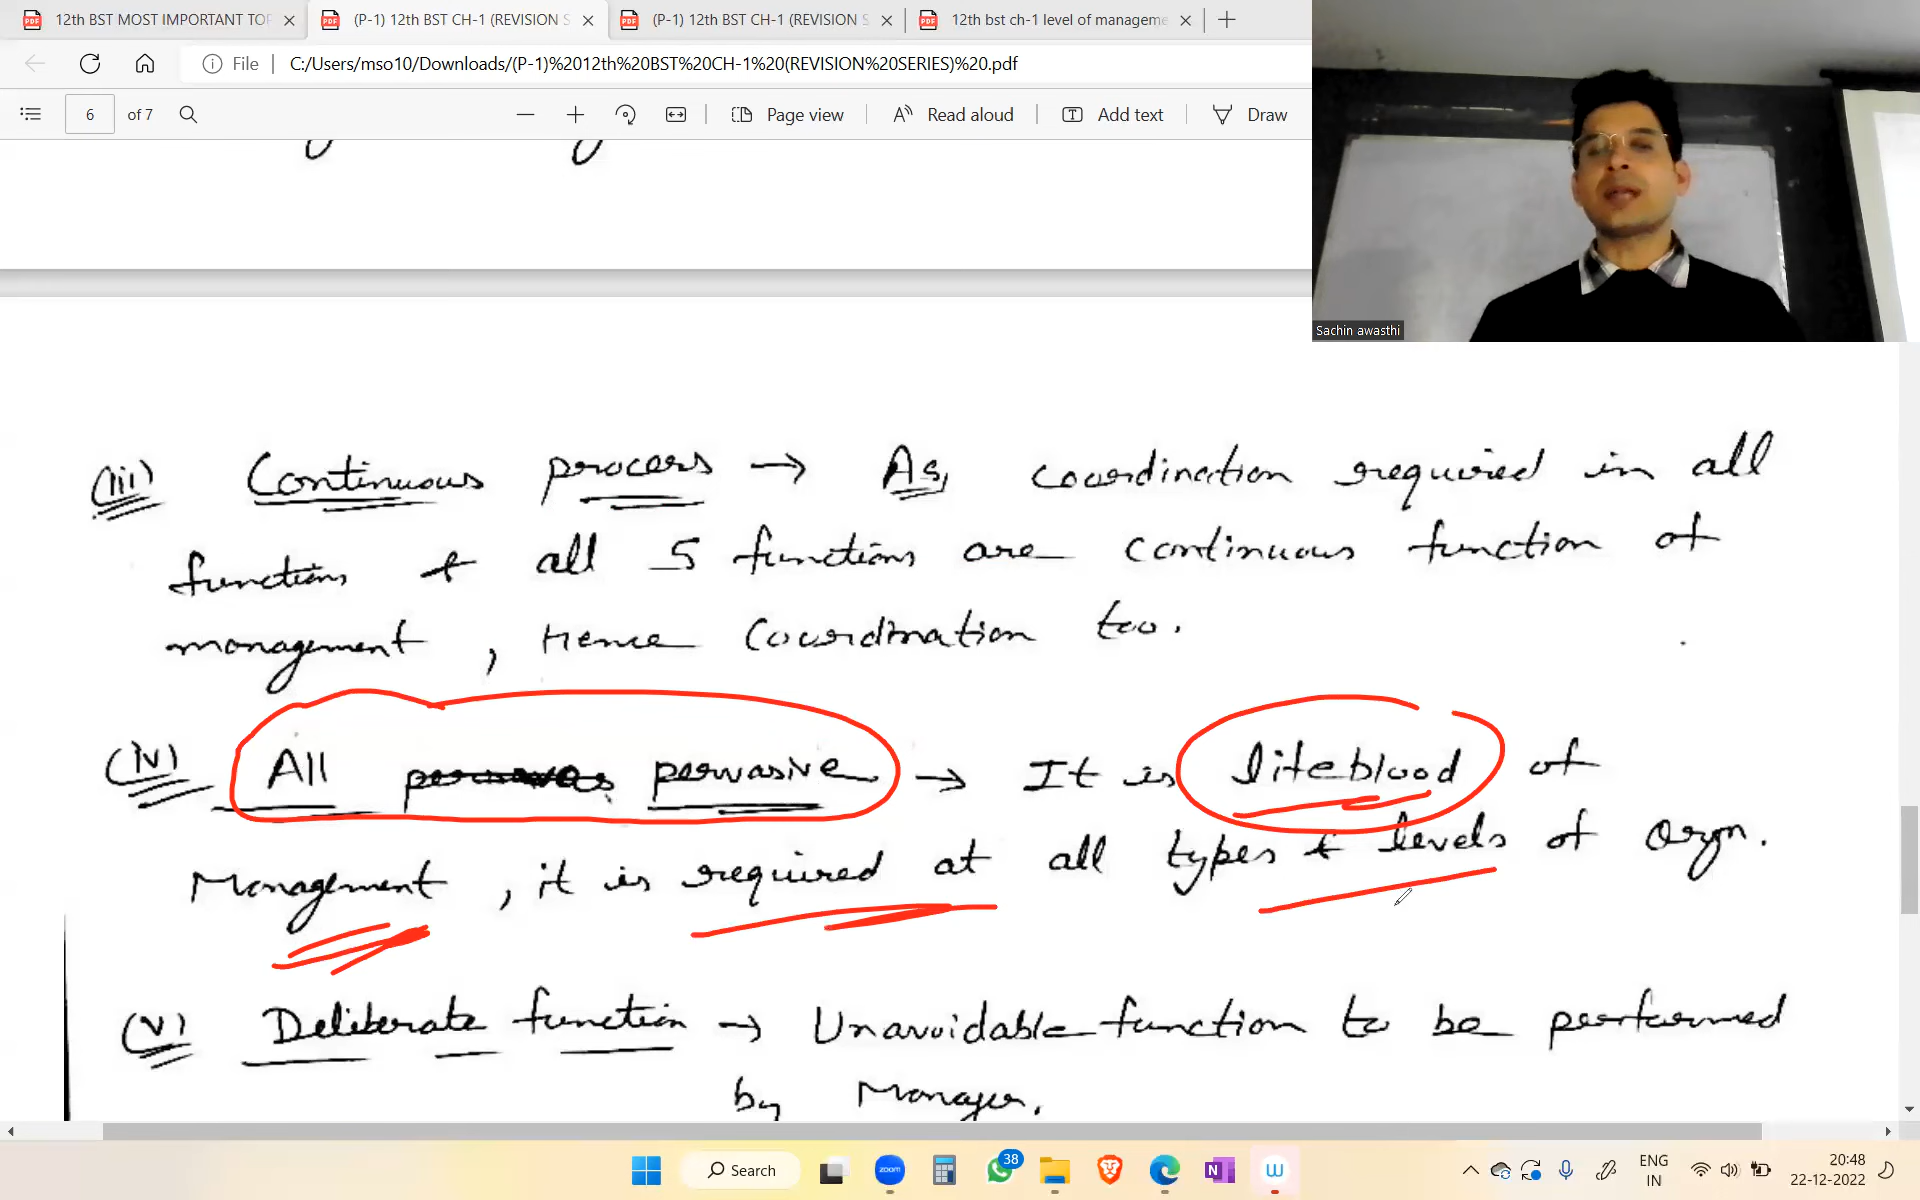 12th BST MOST IMPORTANT TOP
(P-1) 12th BST CH-1 (REVISION S
(P-1) 12th BST CH-1 (REVISION S
12th bst ch-1 level of manageme
File
C:/Users/mso10/Downloads/(P-1)%2012th%20BST%20CH-1%20(REVISION%20SERIES)%20.pdf
6 of 7
Page view
Read aloud
Add text
Draw
Sachin awasthi
(iii) Continuous process → As, coordination required in all
functions + all 5 functions are continuous function of
management, Hence Coordination too.
(iv) All pervasive → It is lifeblood of
Management, it is required at all types + levels of orgn.
(v) Deliberate function → Unavoidable function to be performed
by Manager.
Search
zoom
38
ENG
IN
20:48
22-12-2022